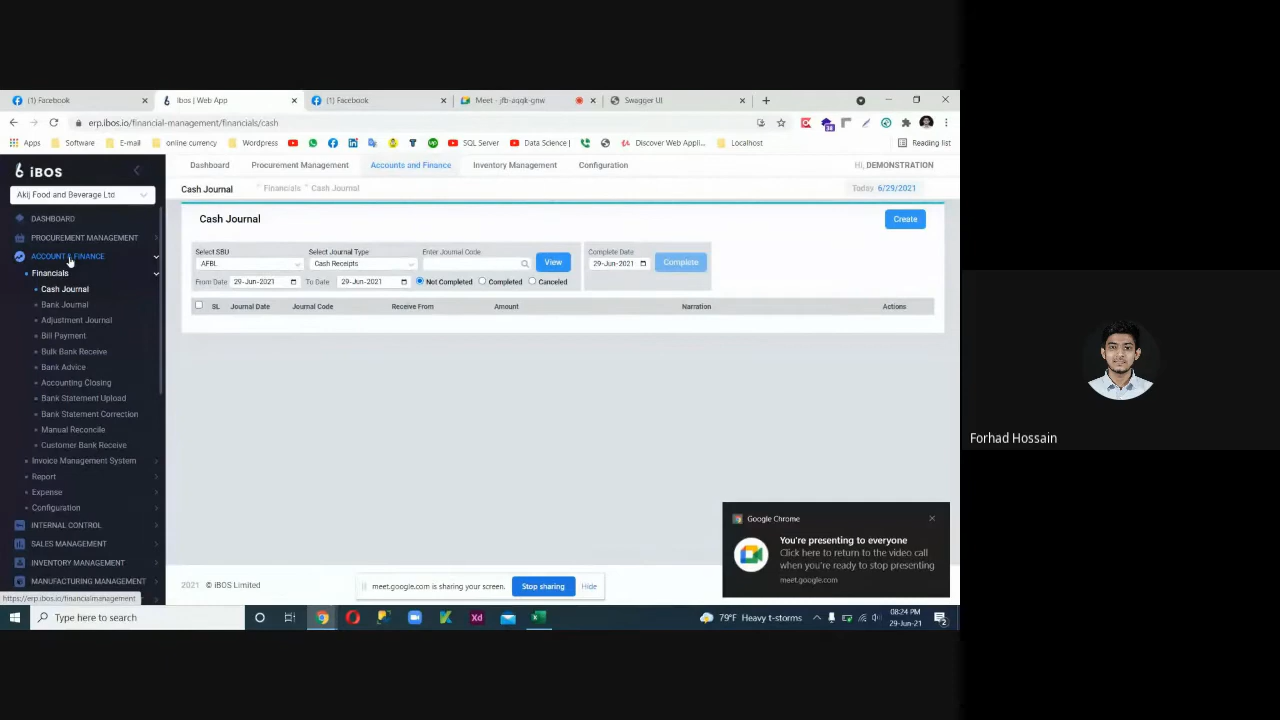 (1) Facebook
Ibos | Web App
(1) Facebook
Meet - jfb-aqqk-gnw
Swagger UI
erp.ibos.io/financial-management/financials/cash
Apps
Software
E-mail
online currency
Wordpress
SQL Server
Data Science |
Discover Web Appli...
Localhost
Reading list
iBOS
Dashboard
Procurement Management
Accounts and Finance
Inventory Management
Configuration
Hi, DEMONSTRATION
Akij Food and Beverage Ltd
Cash Journal
Financials
Cash Journal
Today 6/29/2021
DASHBOARD
PROCUREMENT MANAGEMENT
ACCOUNT & FINANCE
Financials
Cash Journal
Bank Journal
Adjustment Journal
Bill Payment
Bulk Bank Receive
Bank Advice
Accounting Closing
Bank Statement Upload
Bank Statement Correction
Manual Reconcile
Customer Bank Receive
Invoice Management System
Report
Expense
Configuration
INTERNAL CONTROL
SALES MANAGEMENT
INVENTORY MANAGEMENT
MANUFACTURING MANAGEMENT
https://erp.ibos.io/financialmanagement
Cash Journal
Create
Select SBU
Select Journal Type
Enter Journal Code
Complete Date
AFBL
Cash Receipts
View
29-Jun-2021
Complete
From Date 29-Jun-2021 To Date 29-Jun-2021 Not Completed Completed Canceled
SL Journal Date Journal Code Receive From Amount Narration Actions
Google Chrome
You're presenting to everyone
Click here to return to the video call
when you're ready to stop presenting
meet.google.com
2021 © iBOS Limited
meet.google.com is sharing your screen.
Stop sharing
Hide
Type here to search
Xd
79°F Heavy t-storms
08:24 PM
29-Jun-21
2
Forhad Hossain